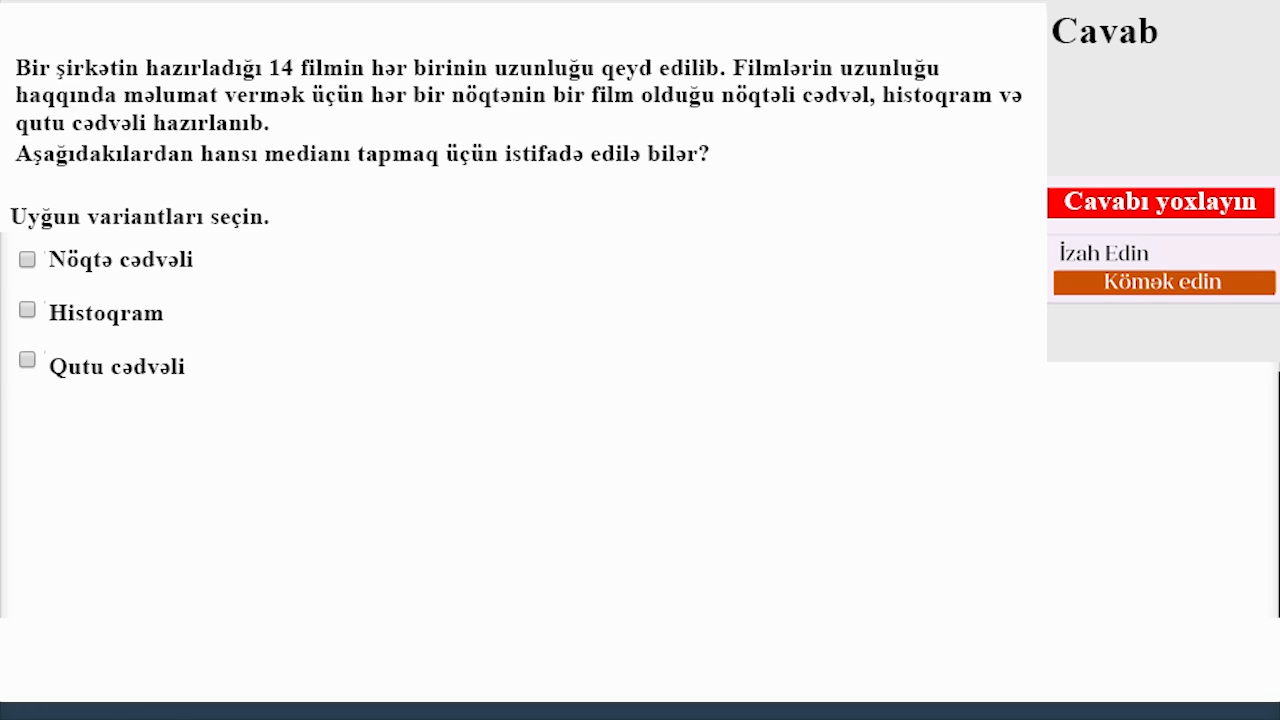 Cavab
Bir şirkətin hazırladığı 14 filmin hər birinin uzunluğu qeyd edilib. Filmlərin uzunluğu
haqqında məlumat vermək üçün hər bir nöqtənin bir film olduğu nöqtəli cədvəl, histoqram və
qutu cədvəli hazırlanıb.
Aşağıdakılardan hansı medianı tapmaq üçün istifadə edilə bilər?
Uyğun variantları seçin.
Nöqtə cədvəli
Histoqram
Qutu cədvəli
Cavabı yoxlayın
İzah Edin
Kömək edin